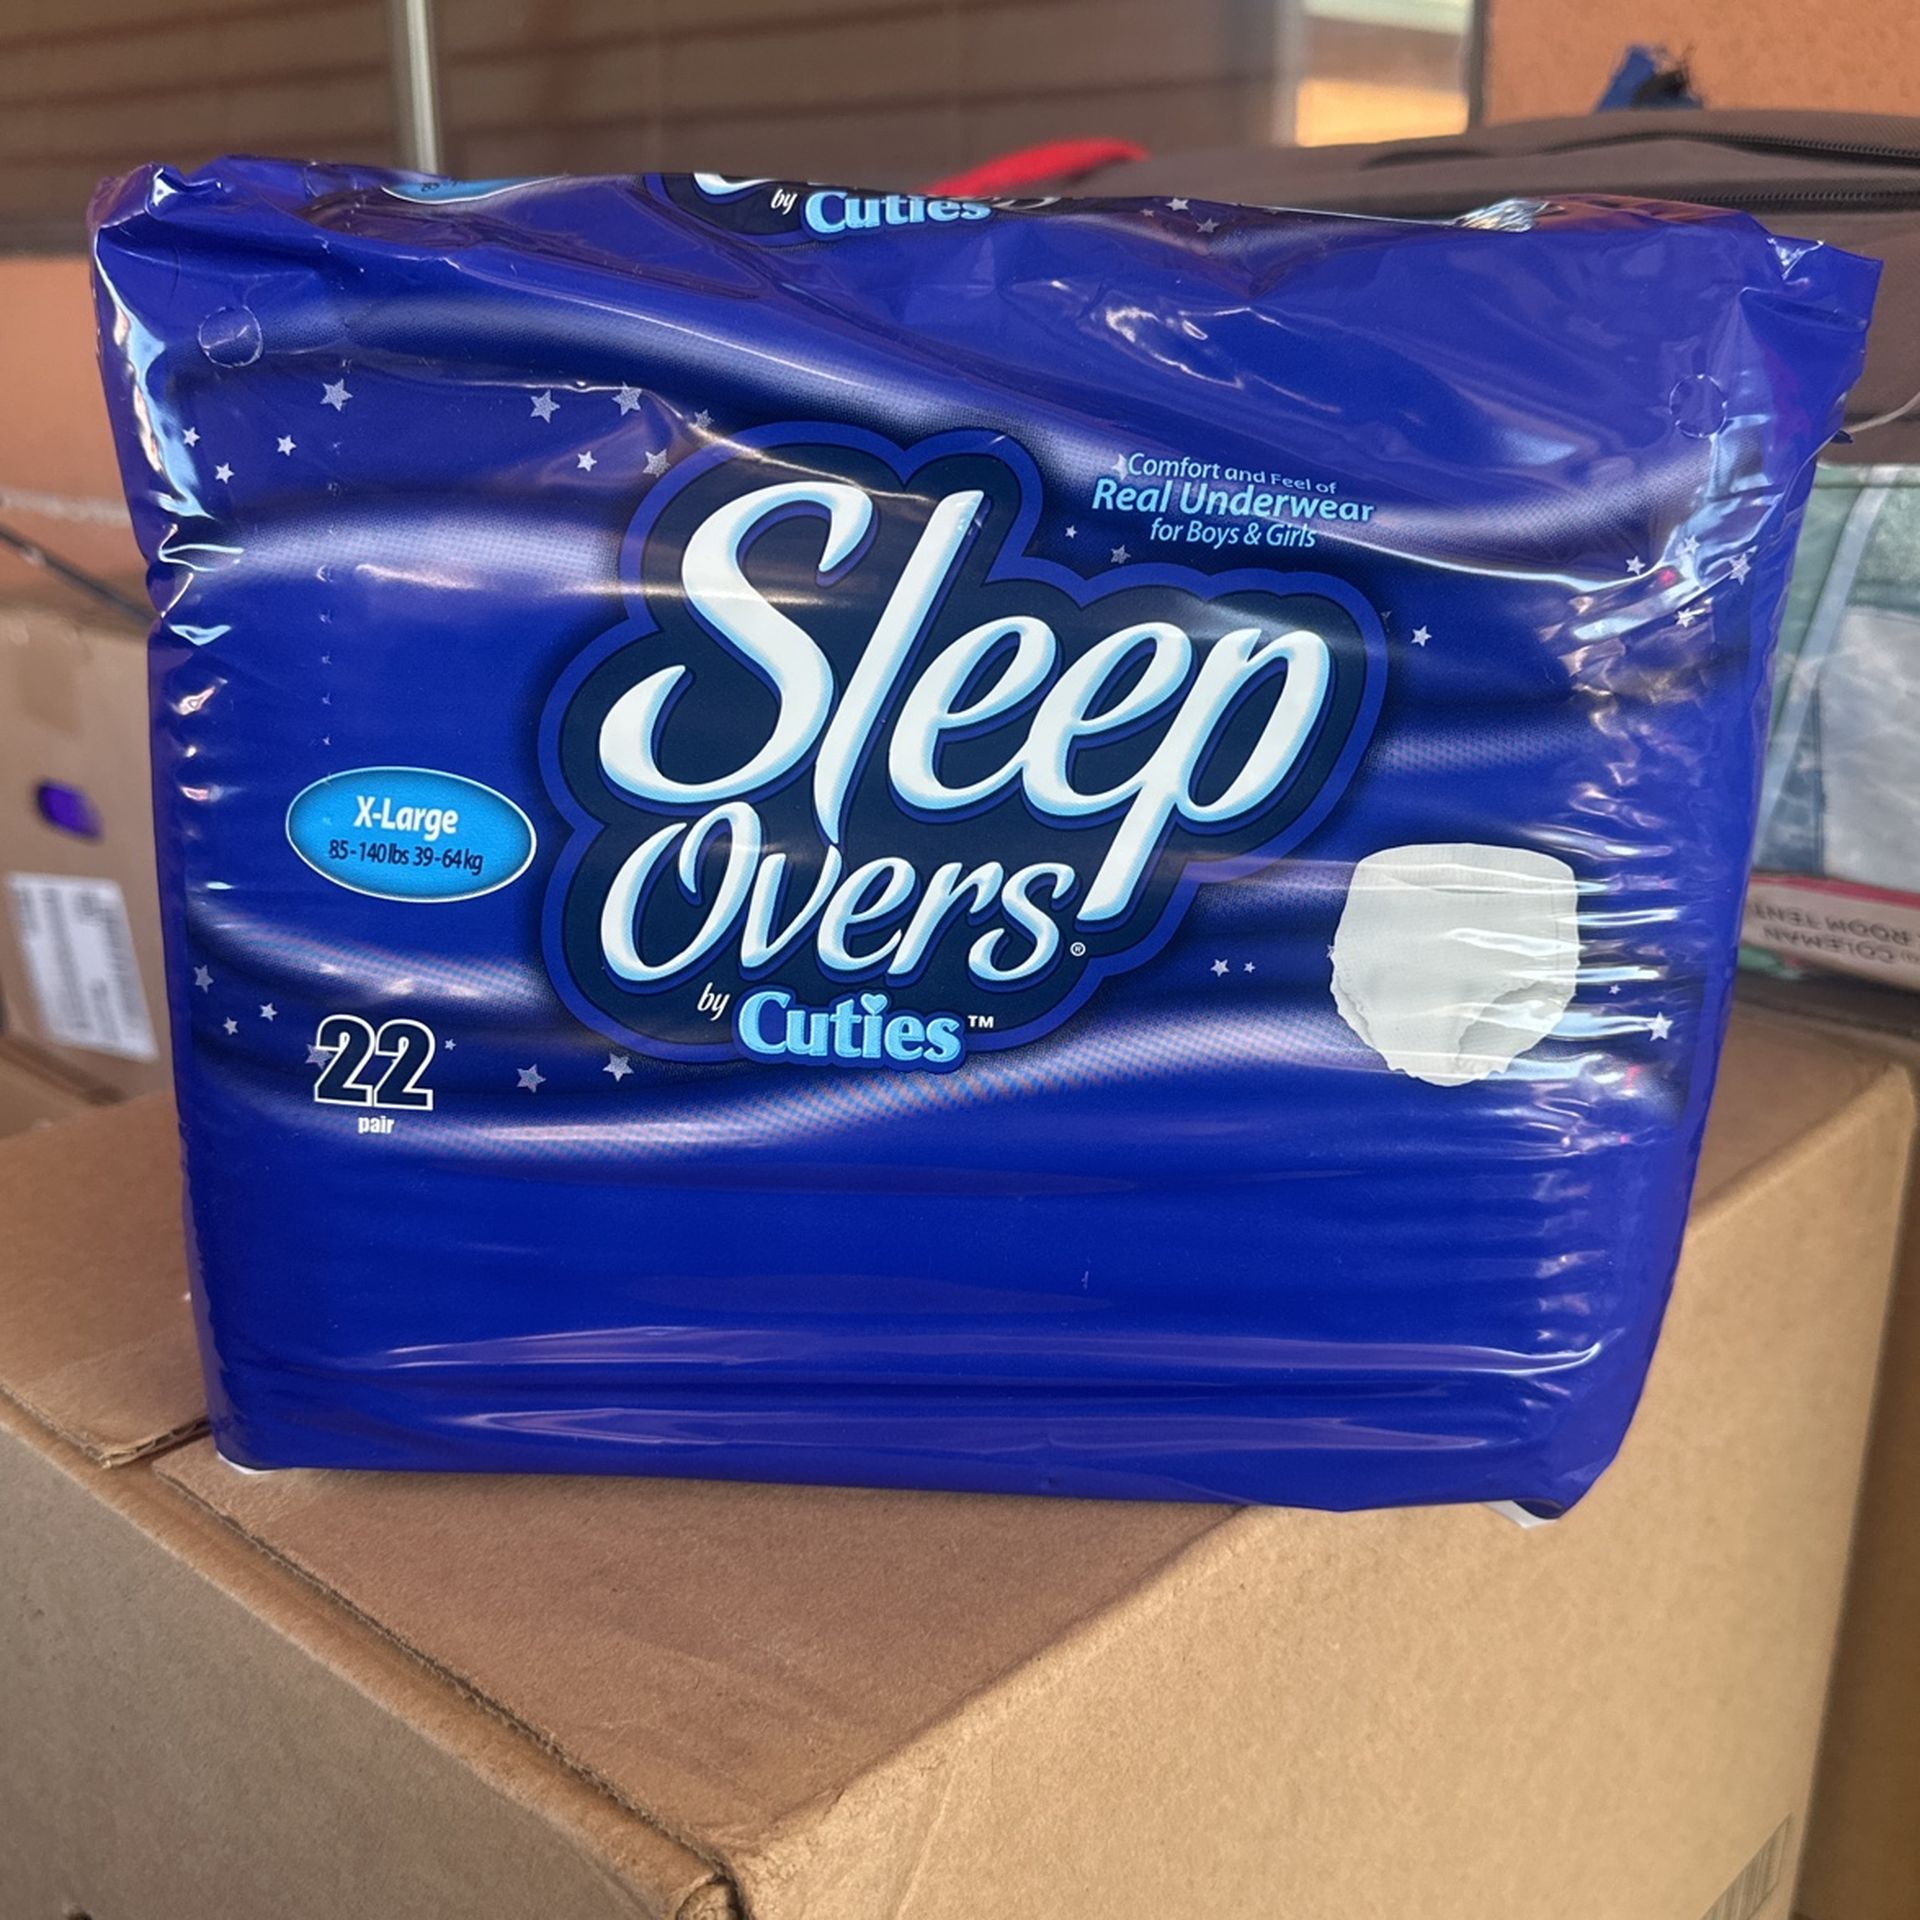 by Cuties
Comfort and Feel of
Real Underwear
for Boys & Girls
Sleep
Overs®
by Cuties™
X-Large
85-140 lbs 39-64 kg
22
pair